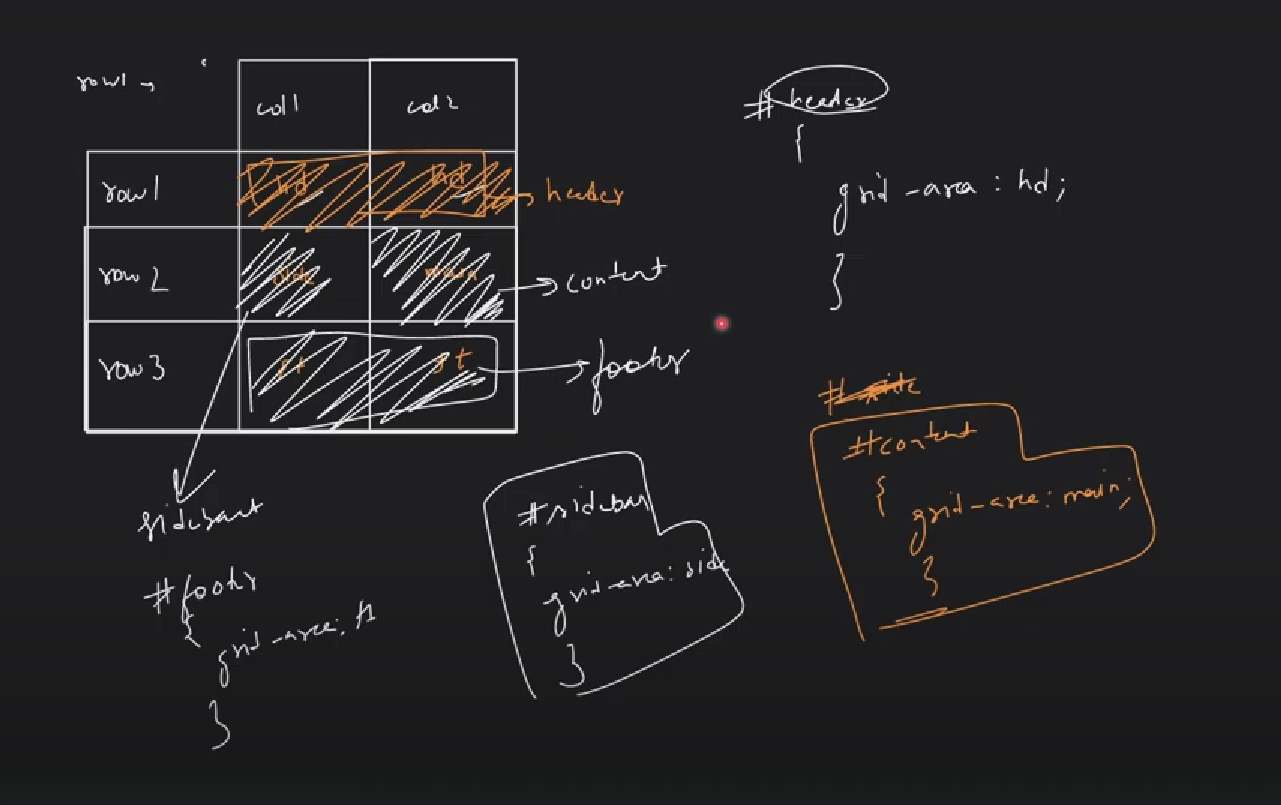 row1 →
col1 col2
row1 hd hd → header
row2 side main → content
row3 ft ft → footer
sidebar
#footer
{
grid-area: ft
}
#sidebar
{
grid-area: side
}
#header
{
grid-area: hd;
}
#content
{
grid-area: main;
}